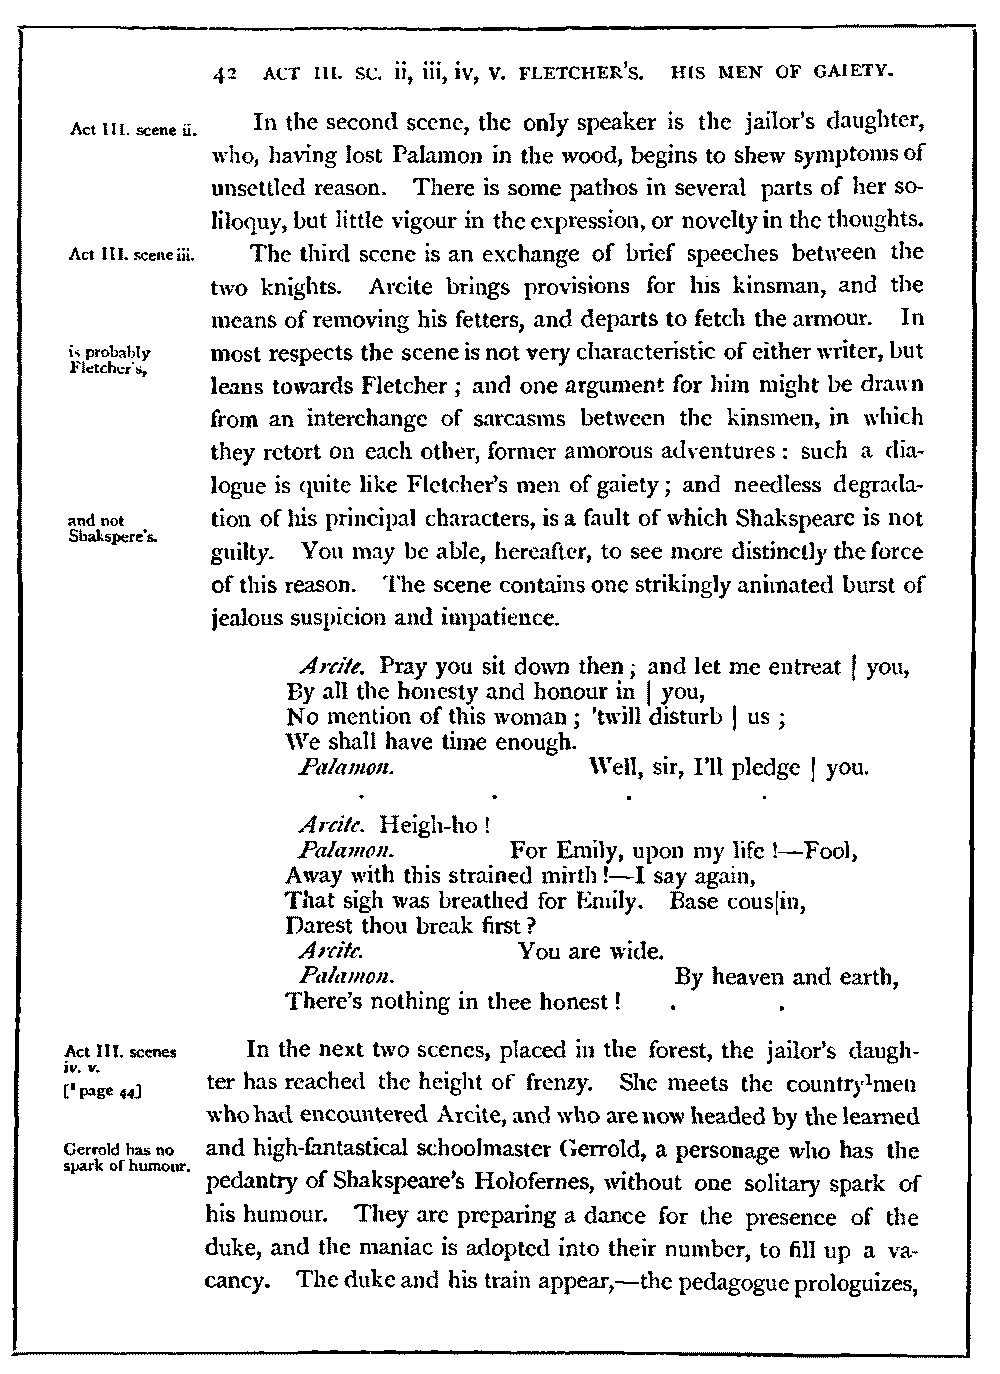 42 ACT III. SC. ii, iii, iv, v. FLETCHER'S. HIS MEN OF GAIETY.
Act III. scene ii.
In the second scene, the only speaker is the jailor's daughter,
who, having lost Palamon in the wood, begins to shew symptoms of
unsettled reason. There is some pathos in several parts of her so-
liloquy, but little vigour in the expression, or novelty in the thoughts.
Act III. scene iii.
The third scene is an exchange of brief speeches between the
two knights. Arcite brings provisions for his kinsman, and the
means of removing his fetters, and departs to fetch the armour. In
is probably
Fletcher's,
most respects the scene is not very characteristic of either writer, but
leans towards Fletcher ; and one argument for him might be drawn
from an interchange of sarcasms between the kinsmen, in which
they retort on each other, former amorous adventures : such a dia-
logue is quite like Fletcher's men of gaiety ; and needless degrada-
and not
Shakspere's.
tion of his principal characters, is a fault of which Shakspeare is not
guilty. You may be able, hereafter, to see more distinctly the force
of this reason. The scene contains one strikingly animated burst of
jealous suspicion and impatience.
Arcite. Pray you sit down then ; and let me entreat | you,
By all the honesty and honour in | you,
No mention of this woman ; 'twill disturb | us ;
We shall have time enough.
Palamon. Well, sir, I'll pledge | you.
. . . .
Arcite. Heigh-ho !
Palamon. For Emily, upon my life !—Fool,
Away with this strained mirth !—I say again,
That sigh was breathed for Emily. Base cous|in,
Darest thou break first ?
Arcite. You are wide.
Palamon. By heaven and earth,
There's nothing in thee honest ! . .
Act III. scenes
iv. v.
[¹ page 44]
In the next two scenes, placed in the forest, the jailor's daugh-
ter has reached the height of frenzy. She meets the country¹men
who had encountered Arcite, and who are now headed by the learned
Gerrold has no
spark of humour.
and high-fantastical schoolmaster Gerrold, a personage who has the
pedantry of Shakspeare's Holofernes, without one solitary spark of
his humour. They are preparing a dance for the presence of the
duke, and the maniac is adopted into their number, to fill up a va-
cancy. The duke and his train appear,—the pedagogue prologuizes,